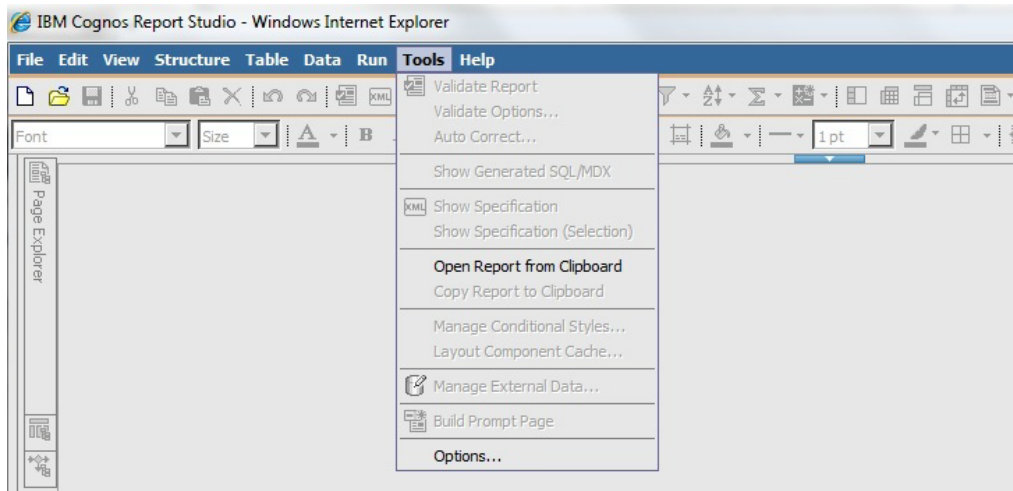 IBM Cognos Report Studio - Windows Internet Explorer
File Edit View Structure Table Data Run Tools Help
XML
Font Size B 1 pt
Validate Report
Validate Options...
Auto Correct...
Show Generated SQL/MDX
XML Show Specification
Show Specification (Selection)
Open Report from Clipboard
Copy Report to Clipboard
Manage Conditional Styles...
Layout Component Cache...
Manage External Data...
Build Prompt Page
Options...
Page Explorer